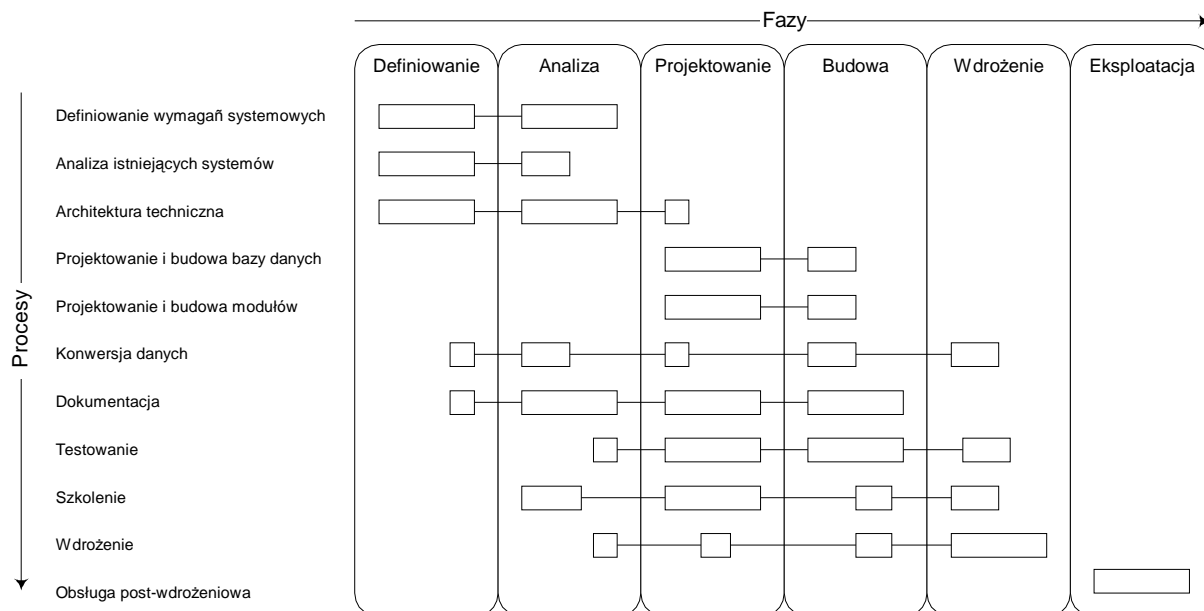 Fazy
Definiowanie
Analiza
Projektowanie
Budowa
Wdrożenie
Eksploatacja
Procesy
Definiowanie wymagañ systemowych
Analiza istniejących systemów
Architektura techniczna
Projektowanie i budowa bazy danych
Projektowanie i budowa modułów
Konwersja danych
Dokumentacja
Testowanie
Szkolenie
Wdrożenie
Obsługa post-wdrożeniowa